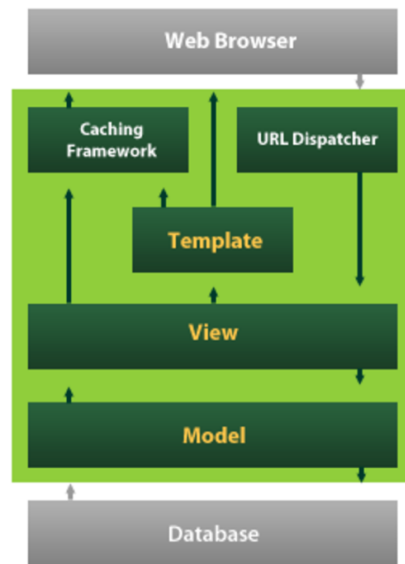 Web Browser
Caching
Framework
URL Dispatcher
Template
View
Model
Database